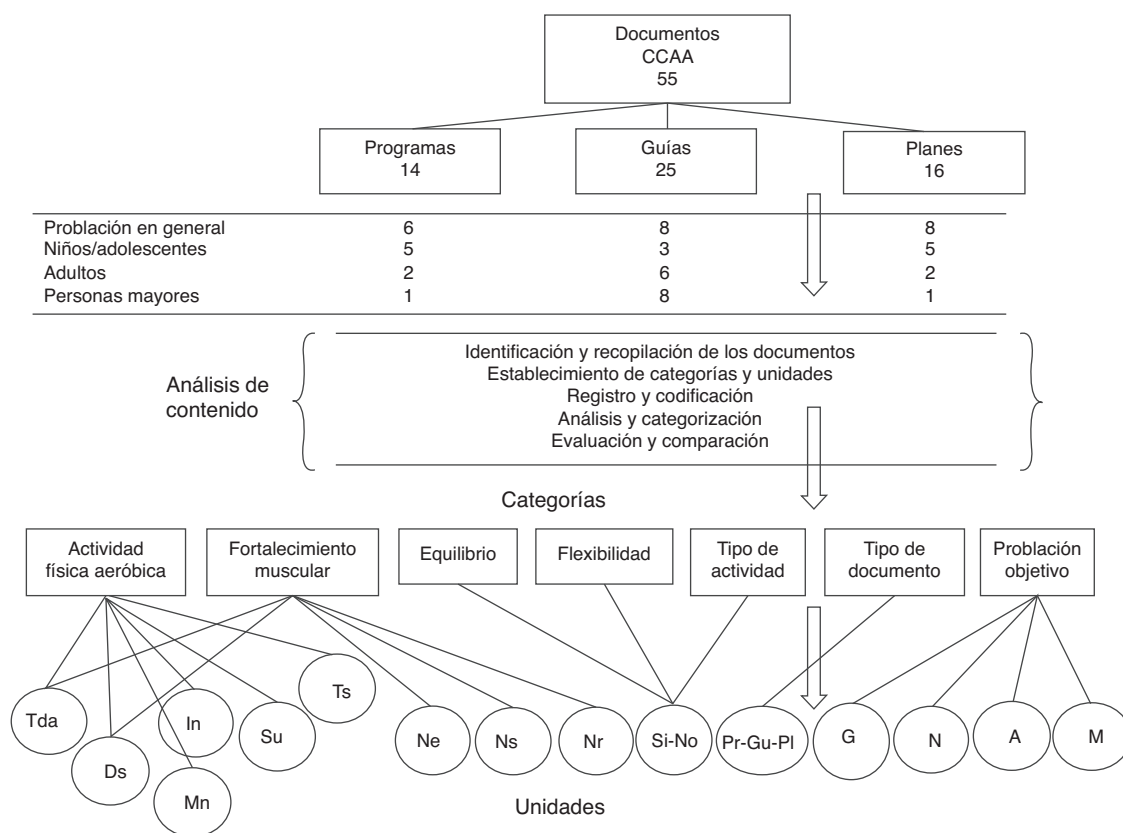 Documentos
CCAA
55
Programas
14
Guías
25
Planes
16
Problación en general 6 8 8
Niños/adolescentes 5 3 5
Adultos 2 6 2
Personas mayores 1 8 1
Análisis de
contenido
Identificación y recopilación de los documentos
Establecimiento de categorías y unidades
Registro y codificación
Análisis y categorización
Evaluación y comparación
Categorías
Actividad
física aeróbica
Fortalecimiento
muscular
Equilibrio
Flexibilidad
Tipo de
actividad
Tipo de
documento
Problación
objetivo
Tda
Ds
In
Mn
Su
Ts
Ne
Ns
Nr
Si-No
Pr-Gu-Pl
G
N
A
M
Unidades